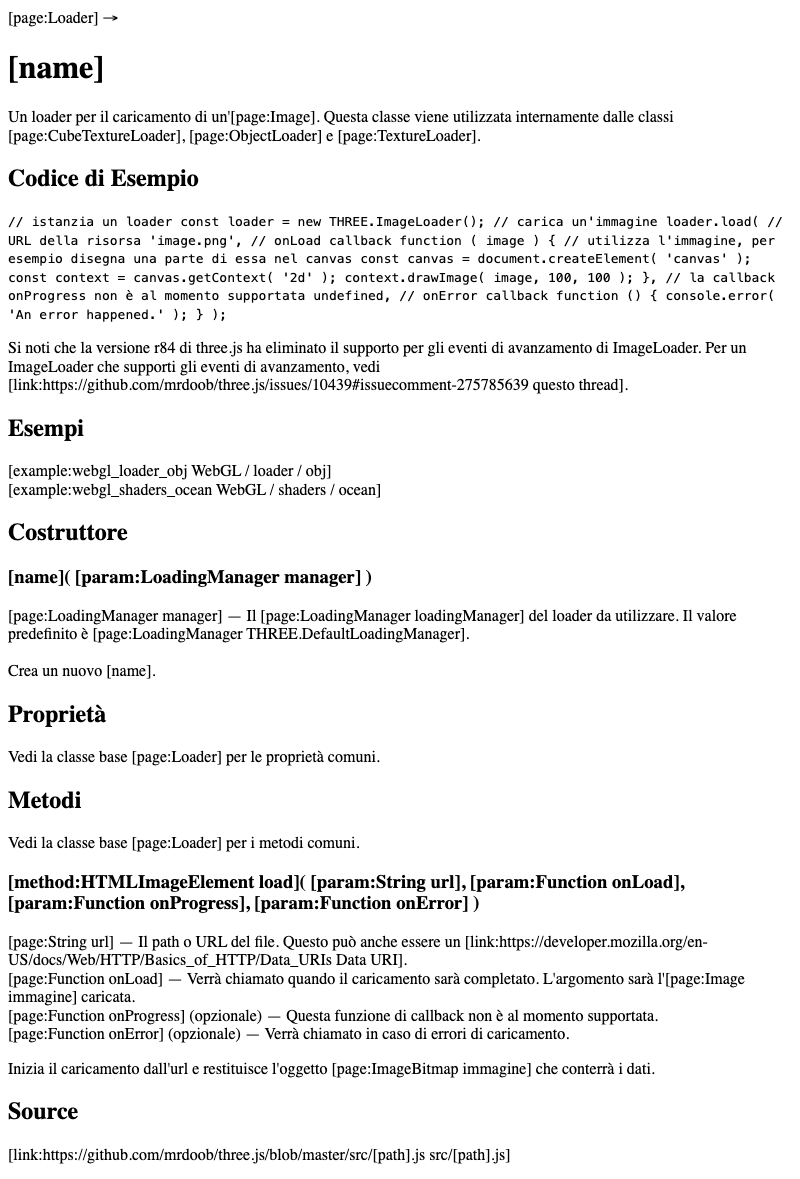 [page:Loader] →
[name]
Un loader per il caricamento di un'[page:Image]. Questa classe viene utilizzata internamente dalle classi
[page:CubeTextureLoader], [page:ObjectLoader] e [page:TextureLoader].
Codice di Esempio
// istanzia un loader const loader = new THREE.ImageLoader(); // carica un'immagine loader.load( //
URL della risorsa 'image.png', // onLoad callback function ( image ) { // utilizza l'immagine, per
esempio disegna una parte di essa nel canvas const canvas = document.createElement( 'canvas' );
const context = canvas.getContext( '2d' ); context.drawImage( image, 100, 100 ); }, // la callback
onProgress non è al momento supportata undefined, // onError callback function () { console.error(
'An error happened.' ); } );
Si noti che la versione r84 di three.js ha eliminato il supporto per gli eventi di avanzamento di ImageLoader. Per un
ImageLoader che supporti gli eventi di avanzamento, vedi
[link:https://github.com/mrdoob/three.js/issues/10439#issuecomment-275785639 questo thread].
Esempi
[example:webgl_loader_obj WebGL / loader / obj]
[example:webgl_shaders_ocean WebGL / shaders / ocean]
Costruttore
[name]( [param:LoadingManager manager] )
[page:LoadingManager manager] — Il [page:LoadingManager loadingManager] del loader da utilizzare. Il valore
predefinito è [page:LoadingManager THREE.DefaultLoadingManager].
Crea un nuovo [name].
Proprietà
Vedi la classe base [page:Loader] per le proprietà comuni.
Metodi
Vedi la classe base [page:Loader] per i metodi comuni.
[method:HTMLImageElement load]( [param:String url], [param:Function onLoad],
[param:Function onProgress], [param:Function onError] )
[page:String url] — Il path o URL del file. Questo può anche essere un [link:https://developer.mozilla.org/en-
US/docs/Web/HTTP/Basics_of_HTTP/Data_URIs Data URI].
[page:Function onLoad] — Verrà chiamato quando il caricamento sarà completato. L'argomento sarà l'[page:Image
immagine] caricata.
[page:Function onProgress] (opzionale) — Questa funzione di callback non è al momento supportata.
[page:Function onError] (opzionale) — Verrà chiamato in caso di errori di caricamento.
Inizia il caricamento dall'url e restituisce l'oggetto [page:ImageBitmap immagine] che conterrà i dati.
Source
[link:https://github.com/mrdoob/three.js/blob/master/src/[path].js src/[path].js]